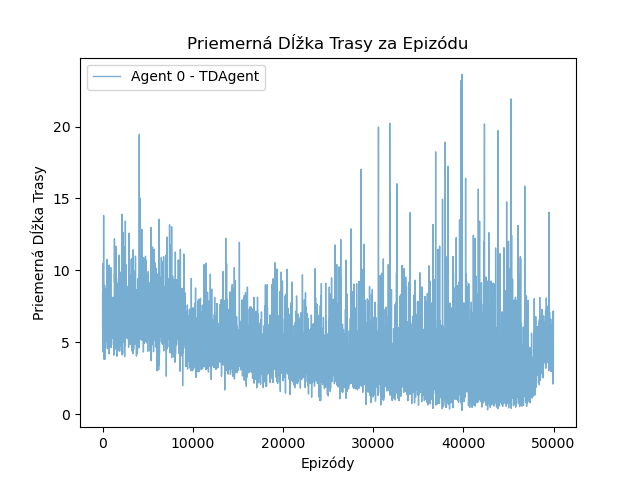 Priemerná Dĺžka Trasy za Epizódu
Agent 0 - TDAgent
Priemerná Dĺžka Trasy
20
15
10
5
0
0 10000 20000 30000 40000 50000
Epizódy